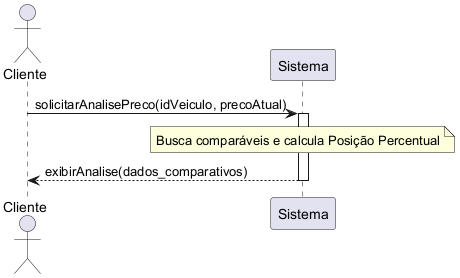 Cliente
Sistema
solicitarAnalisePreco(idVeiculo, precoAtual)
Busca comparáveis e calcula Posição Percentual
exibirAnalise(dados_comparativos)
Cliente
Sistema